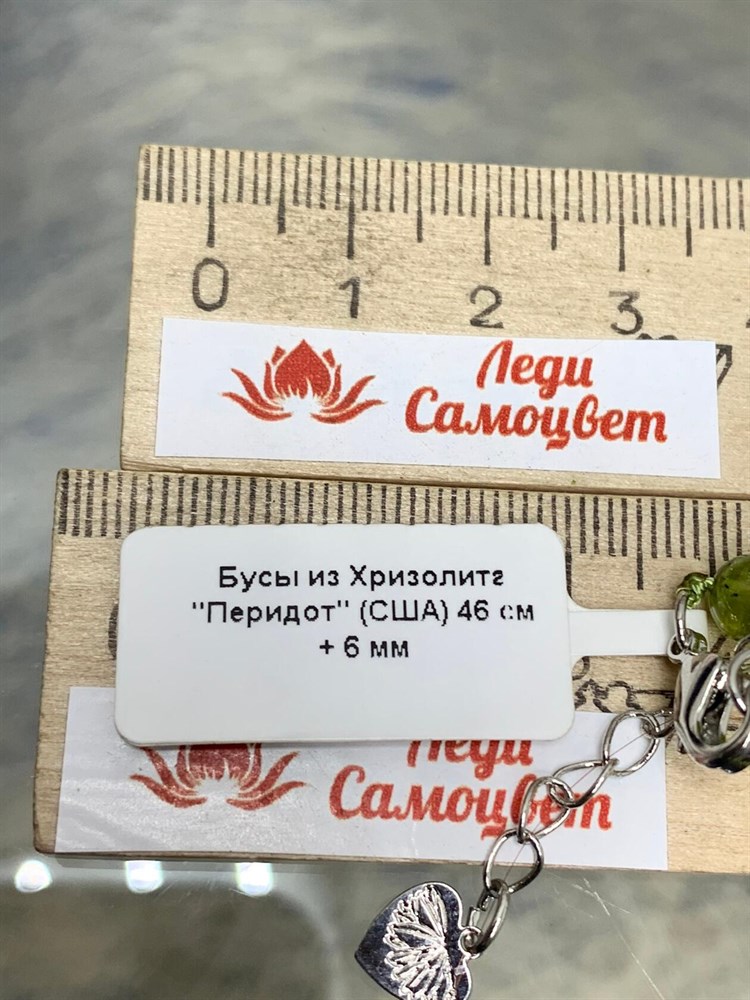 0 1 2 3
Леди
Самоцвет
Бусы из Хризолита
"Перидот" (США) 46 см
+ 6 мм
Леди
Самоцвет